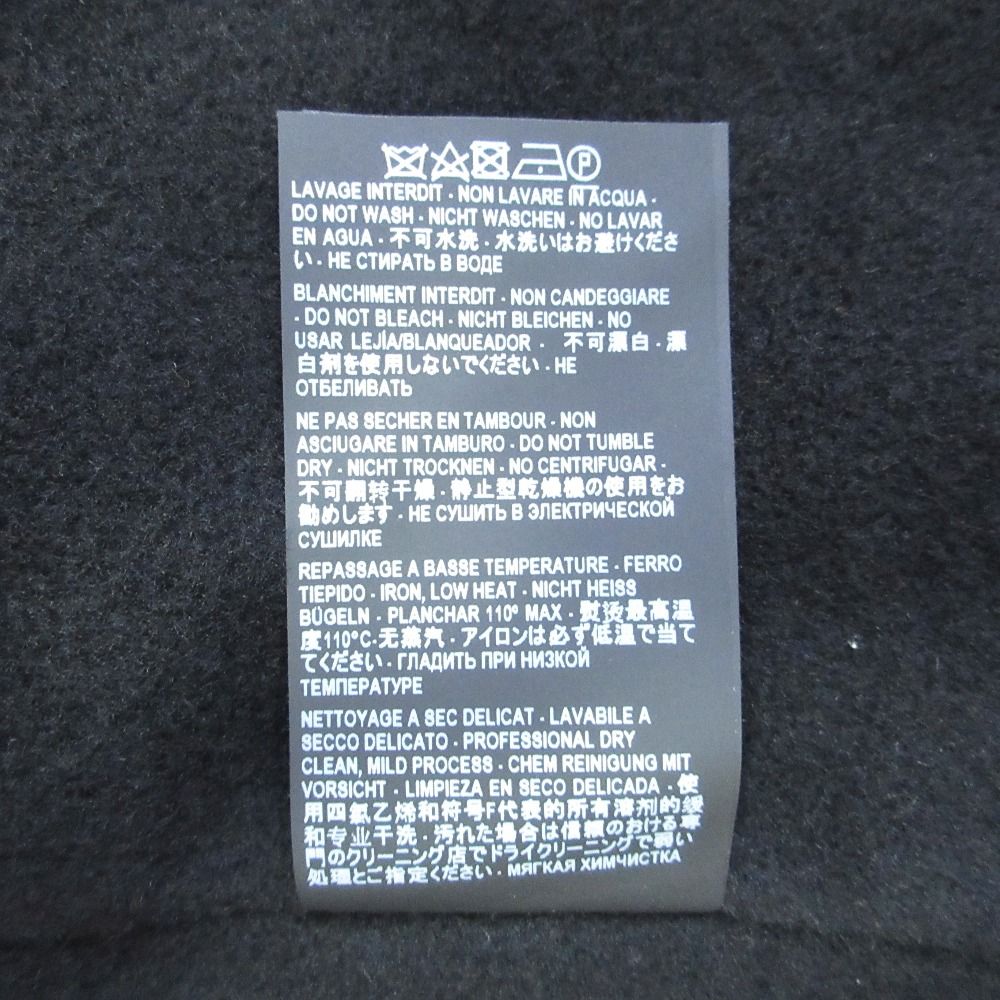 P
LAVAGE INTERDIT - NON LAVARE IN ACQUA -
DO NOT WASH - NICHT WASCHEN - NO LAVAR
EN AGUA - 不可水洗 - 水洗いはお避けくださ
い - НЕ СТИРАТЬ В ВОДЕ
BLANCHIMENT INTERDIT - NON CANDEGGIARE
- DO NOT BLEACH - NICHT BLEICHEN - NO
USAR LEJÍA/BLANQUEADOR - 不可漂白 - 漂
白剤を使用しないでください - НЕ
ОТБЕЛИВАТЬ
NE PAS SECHER EN TAMBOUR - NON
ASCIUGARE IN TAMBURO - DO NOT TUMBLE
DRY - NICHT TROCKNEN - NO CENTRIFUGAR -
不可翻转干燥 - 静止型乾燥機の使用をお
勧めします - НЕ СУШИТЬ В ЭЛЕКТРИЧЕСКОЙ
СУШИЛКЕ
REPASSAGE A BASSE TEMPERATURE - FERRO
TIEPIDO - IRON, LOW HEAT - NICHT HEISS
BÜGELN - PLANCHAR 110° MAX - 熨烫最高温
度110°C-无蒸汽 - アイロンは必ず低温で当て
てください - ГЛАДИТЬ ПРИ НИЗКОЙ
ТЕМПЕРАТУРЕ
NETTOYAGE A SEC DELICAT - LAVABILE A
SECCO DELICATO - PROFESSIONAL DRY
CLEAN, MILD PROCESS - CHEM REINIGUNG MIT
VORSICHT - LIMPIEZA EN SECO DELICADA - 使
用四氯乙烯和符号F代表的所有溶剂的缓
和专业干洗 - 汚れた場合は信頼のおける専
門のクリーニング店でドライクリーニングで弱い
処理とご指定ください - МЯГКАЯ ХИМЧИСТКА